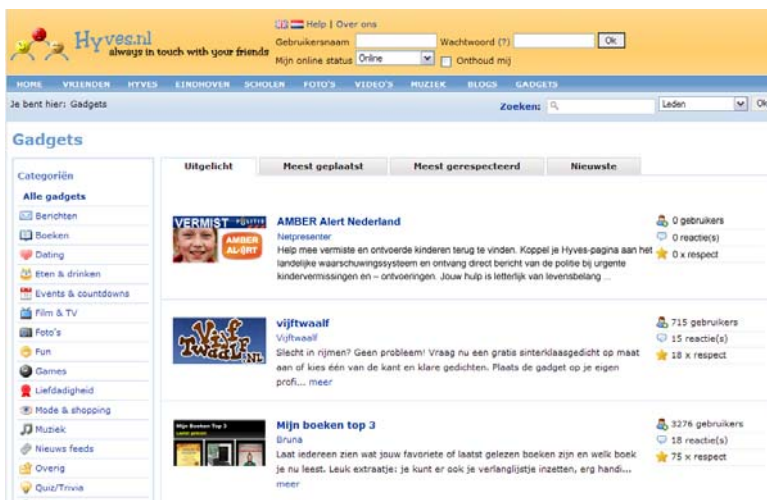 Help | Over ons
Hyves.nl
always in touch with your friends
Gebruikersnaam Wachtwoord (?) Ok
Mijn online status Online Onthoud mij
HOME VRIENDEN HYVES EINDHOVEN SCHOLEN FOTO'S VIDEO'S MUZIEK BLOGS GADGETS
Je bent hier: Gadgets Zoeken: Leden Ok
Gadgets
Categoriën
Alle gadgets
Berichten
Boeken
Dating
Eten & drinken
Events & countdowns
Film & TV
Foto's
Fun
Games
Liefdadigheid
Mode & shopping
Muziek
Nieuws feeds
Overig
Quiz/Trivia
Uitgelicht Meest geplaatst Meest gerespecteerd Nieuwste
VERMIST POLITIE
AMBER
ALERT
AMBER Alert Nederland
Netpresenter
Help mee vermiste en ontvoerde kinderen terug te vinden. Koppel je Hyves-pagina aan het
landelijke waarschuwingssysteem en ontvang direct bericht van de politie bij urgente
kindervermissingen en – ontvoeringen. Jouw hulp is letterlijk van levensbelang ...
0 gebruikers
0 reactie(s)
0 x respect
Vijf
Twaalf.nl
vijftwaalf
Vijftwaalf
Slecht in rijmen? Geen probleem! Vraag nu een gratis sinterklaasgedicht op maat
aan of kies één van de kant en klare gedichten. Plaats de gadget op je eigen
profi... meer
715 gebruikers
15 reactie(s)
18 x respect
Mijn Boeken Top 3
Mijn boeken top 3
Bruna
Laat iedereen zien wat jouw favoriete of laatst gelezen boeken zijn en welk boek
je nu leest. Leuk extraatje: je kunt er ook je verlanglijstje inzetten, erg handi...
meer
3276 gebruikers
18 reactie(s)
75 x respect